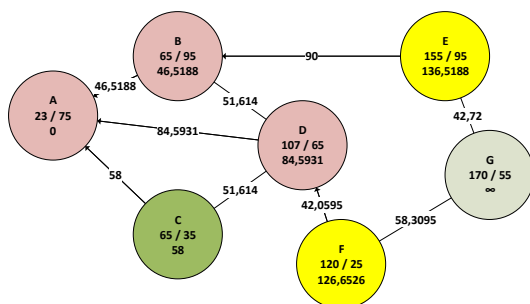 B
65 / 95
46,5188
E
155 / 95
136,5188
90
46,5188
A
23 / 75
0
51,614
42,72
D
107 / 65
84,5931
84,5931
G
170 / 55
∞
58
51,614
42,0595
58,3095
C
65 / 35
58
F
120 / 25
126,6526